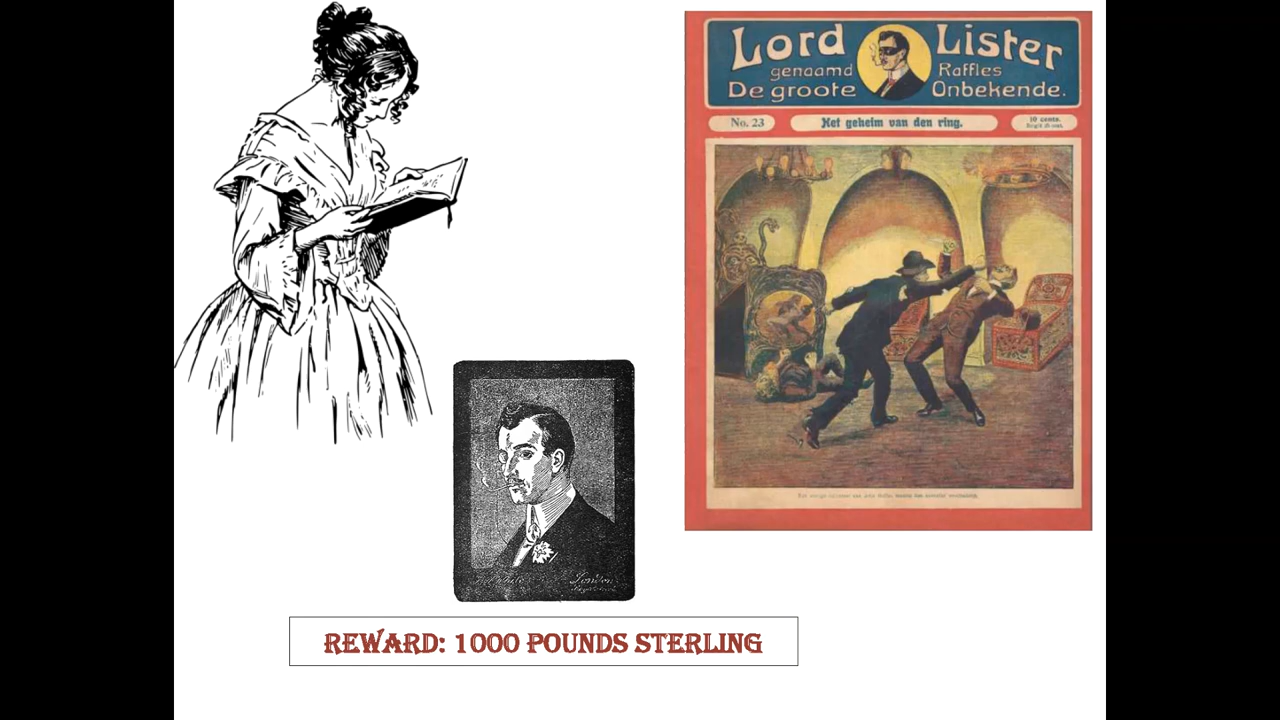 Lord Lister
genaamd Raffles
De groote Onbekende.
No. 23
Het geheim van den ring.
10 cents.
London
REWARD: 1000 POUNDS STERLING